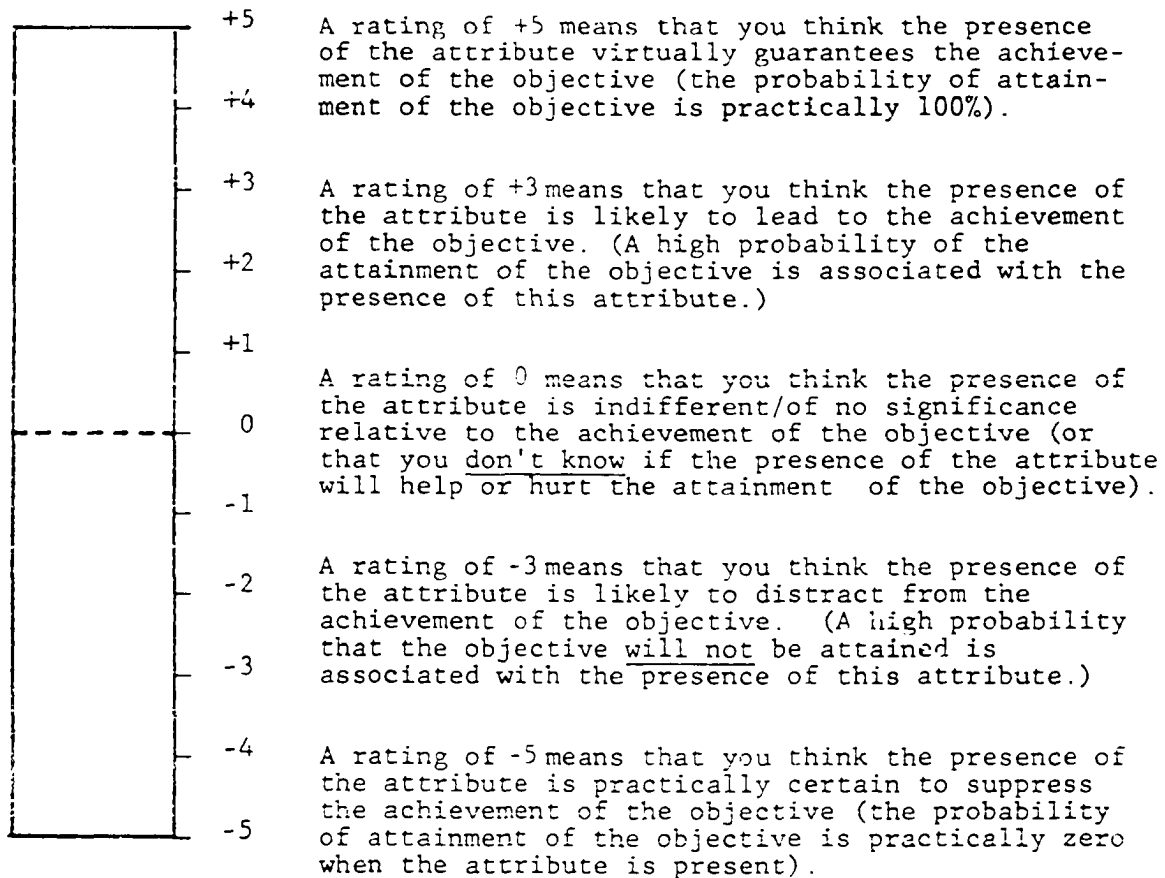 +5 A rating of +5 means that you think the presence
of the attribute virtually guarantees the achieve-
ment of the objective (the probability of attain-
+4 ment of the objective is practically 100%).
+3 A rating of +3 means that you think the presence of
the attribute is likely to lead to the achievement
of the objective. (A high probability of the
+2 attainment of the objective is associated with the
presence of this attribute.)
+1
A rating of 0 means that you think the presence of
the attribute is indifferent/of no significance
0 relative to the achievement of the objective (or
that you don't know if the presence of the attribute
will help or hurt the attainment of the objective).
-1
A rating of -3 means that you think the presence of
-2 the attribute is likely to distract from the
achievement of the objective. (A high probability
that the objective will not be attained is
-3 associated with the presence of this attribute.)
-4 A rating of -5 means that you think the presence of
the attribute is practically certain to suppress
the achievement of the objective (the probability
-5 of attainment of the objective is practically zero
when the attribute is present).